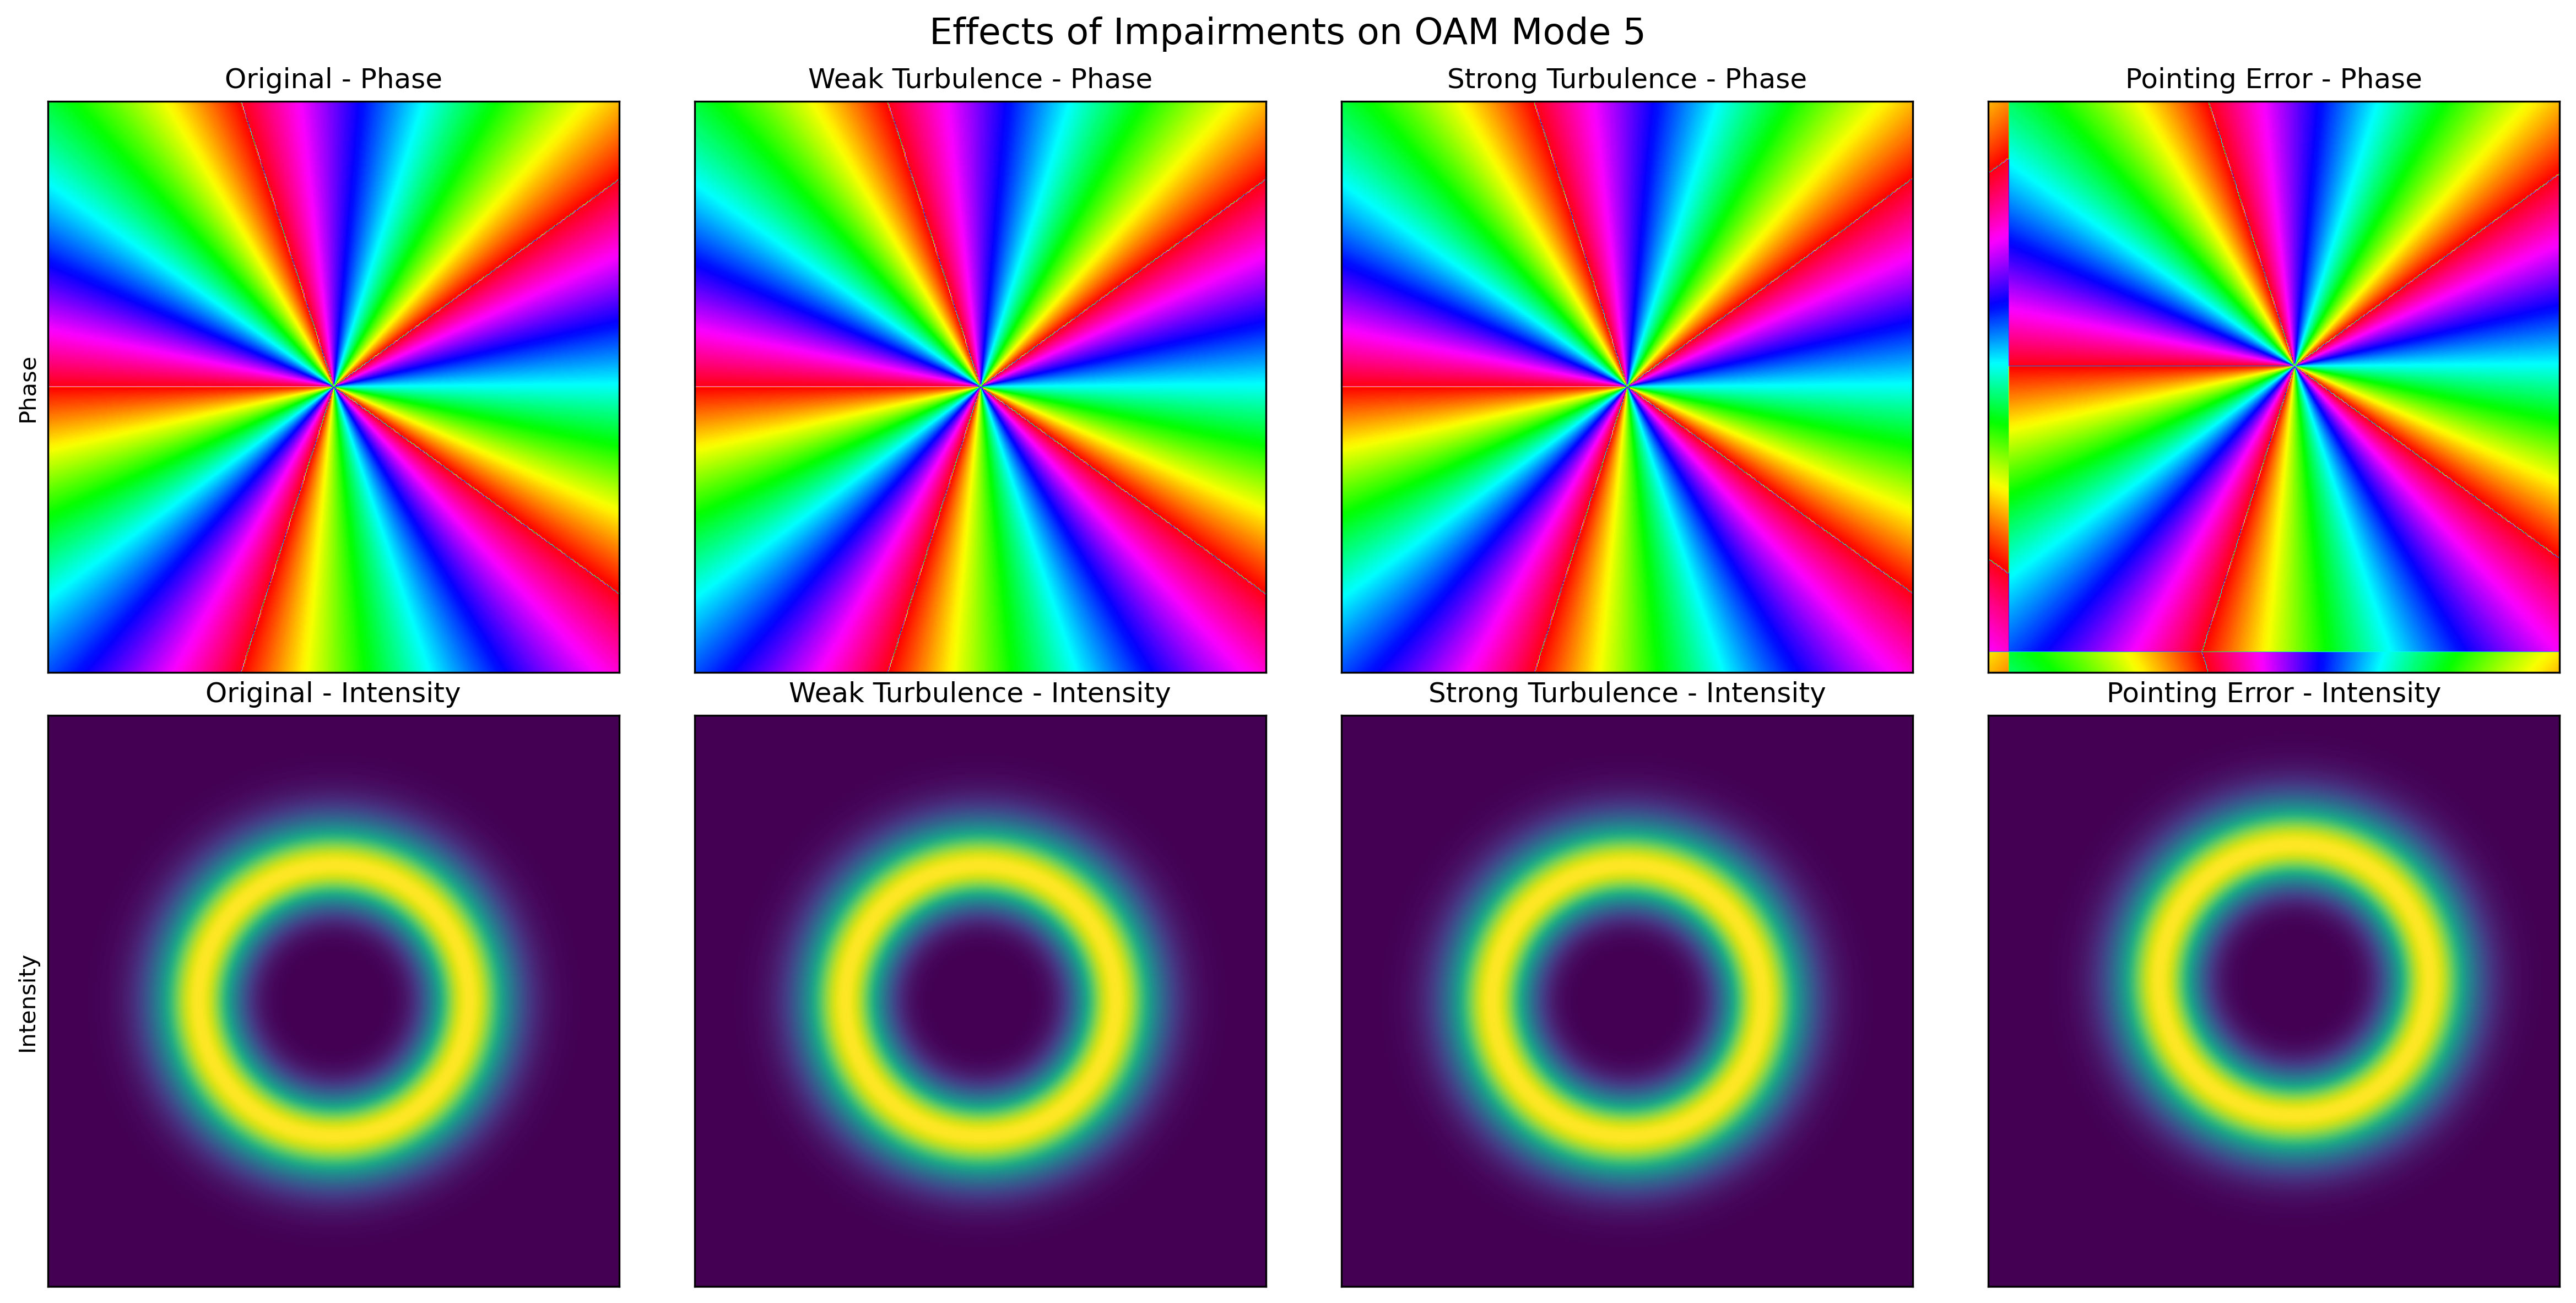 Effects of Impairments on OAM Mode 5
Original - Phase
Weak Turbulence - Phase
Strong Turbulence - Phase
Pointing Error - Phase
Phase
Original - Intensity
Weak Turbulence - Intensity
Strong Turbulence - Intensity
Pointing Error - Intensity
Intensity